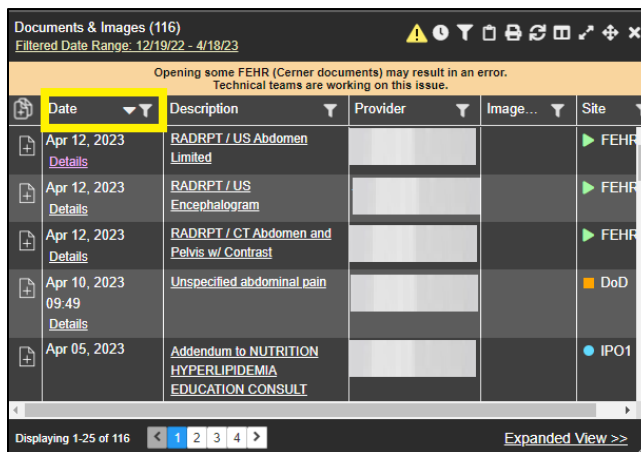 Documents & Images (116)
Filtered Date Range: 12/19/22 - 4/18/23
Opening some FEHR (Cerner documents) may result in an error.
Technical teams are working on this issue.
Date Description Provider Image... Site
Apr 12, 2023 RADRPT / US Abdomen FEHR
Details Limited
Apr 12, 2023 RADRPT / US FEHR
Details Encephalogram
Apr 12, 2023 RADRPT / CT Abdomen and FEHR
Details Pelvis w/ Contrast
Apr 10, 2023 Unspecified abdominal pain DoD
09:49
Details
Apr 05, 2023 Addendum to NUTRITION IPO1
HYPERLIPIDEMIA
EDUCATION CONSULT
Displaying 1-25 of 116 < 1 2 3 4 > Expanded View >>